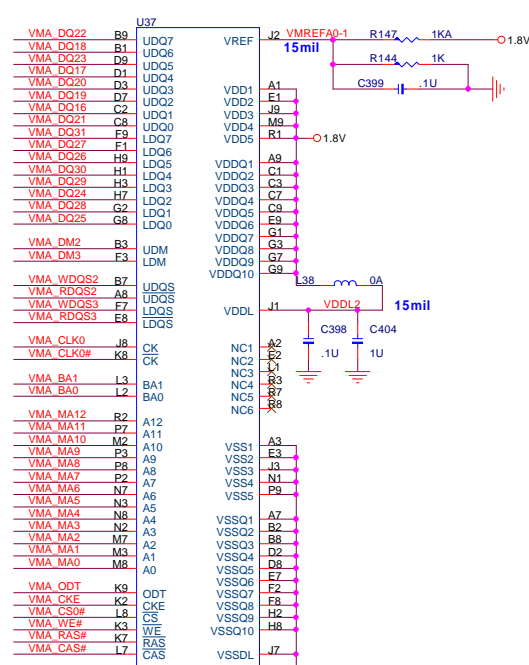 U37
VMA_DQ22 B9 UDQ7
VMA_DQ18 B1 UDQ6
VMA_DQ23 D9 UDQ5
VMA_DQ17 D1 UDQ4
VMA_DQ20 D3 UDQ3
VMA_DQ19 D7 UDQ2
VMA_DQ16 C2 UDQ1
VMA_DQ21 C8 UDQ0
VMA_DQ31 F9 LDQ7
VMA_DQ27 F1 LDQ6
VMA_DQ26 H9 LDQ5
VMA_DQ30 H1 LDQ4
VMA_DQ29 H3 LDQ3
VMA_DQ24 H7 LDQ2
VMA_DQ28 G2 LDQ1
VMA_DQ25 G8 LDQ0
VMA_DM2 B3 UDM
VMA_DM3 F3 LDM
VMA_WDQS2 B7 UDQS
VMA_RDQS2 A8 UDQS
VMA_WDQS3 F7 LDQS
VMA_RDQS3 E8 LDQS
VMA_CLK0 J8 CK
VMA_CLK0# K8 CK
VMA_BA1 L3 BA1
VMA_BA0 L2 BA0
VMA_MA12 R2 A12
VMA_MA11 P7 A11
VMA_MA10 M2 A10
VMA_MA9 P3 A9
VMA_MA8 P8 A8
VMA_MA7 P2 A7
VMA_MA6 N7 A6
VMA_MA5 N3 A5
VMA_MA4 N8 A4
VMA_MA3 N2 A3
VMA_MA2 M7 A2
VMA_MA1 M3 A1
VMA_MA0 M8 A0
VMA_ODT K9 ODT
VMA_CKE K2 CKE
VMA_CS0# L8 CS
VMA_WE# K3 WE
VMA_RAS# K7 RAS
VMA_CAS# L7 CAS
VREF J2 VMREFA0-1
15mil
R147 1KA
1.8V
R144 1K
C399 .1U
VDD1 A1
VDD2 E1
VDD3 J9
VDD4 M9
VDD5 R1
1.8V
VDDQ1 A9
VDDQ2 C1
VDDQ3 C3
VDDQ4 C7
VDDQ5 C9
VDDQ6 E9
VDDQ7 G1
VDDQ8 G3
VDDQ9 G7
VDDQ10 G9
L38 0A
VDDL J1 VDDL2
15mil
C398 C404
.1U 1U
NC1 A2
NC2 E2
NC3 L1
NC4 R3
NC5 R7
NC6 R8
VSS1 A3
VSS2 E3
VSS3 J3
VSS4 N1
VSS5 P9
VSSQ1 A7
VSSQ2 B2
VSSQ3 B8
VSSQ4 D2
VSSQ5 D8
VSSQ6 E7
VSSQ7 F2
VSSQ8 F8
VSSQ9 H2
VSSQ10 H8
VSSDL J7